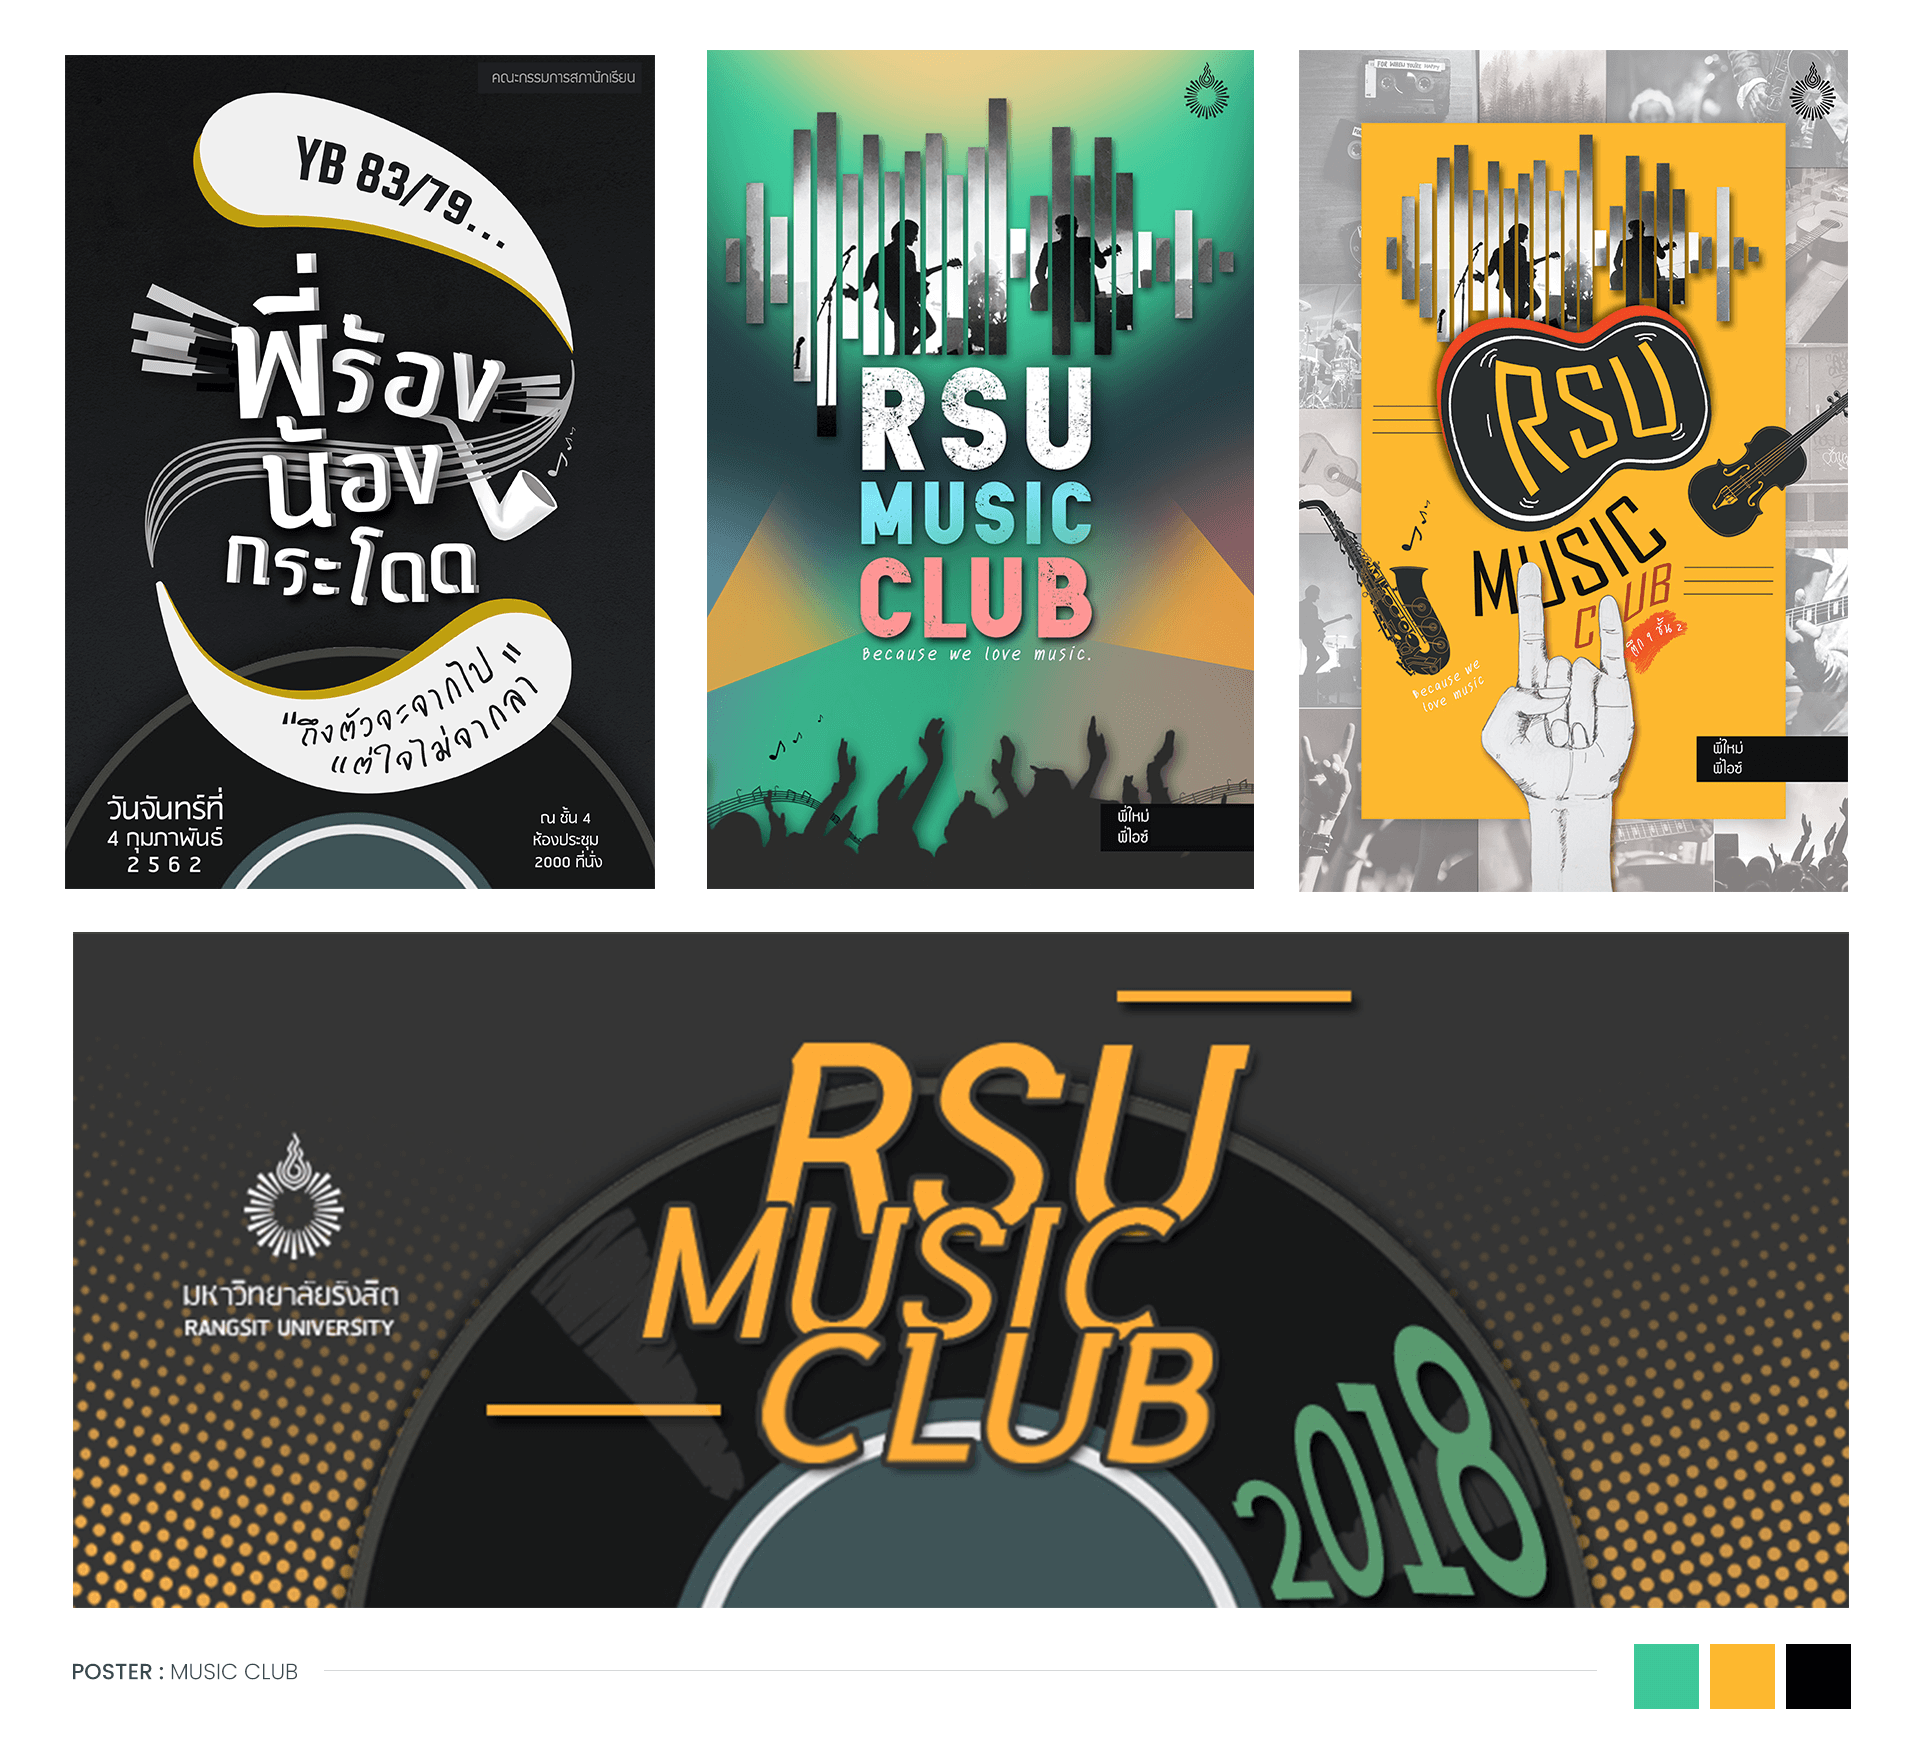 คณะกรรมการสภานักเรียน
YB 83/79...
พี่ร้อง
น้อง
กระโดด
"ถึงตัวจะจากไป"
แต่ใจไม่จากลา
วันจันทร์ที่
4 กุมภาพันธ์
2562
ณ ชั้น 4
ห้องประชุม
2000 ที่นั่ง
RSU
MUSIC
CLUB
Because we love music.
พี่ใหม่
พี่ไอซ์
FOR WHEN YOU'RE HAPPY
RSU
MUSIC
CLUB
ตึก 9 ชั้น 2
Because we
love music
พี่ใหม่
พี่ไอซ์
RSU
MUSIC
CLUB
2018
มหาวิทยาลัยรังสิต
RANGSIT UNIVERSITY
POSTER : MUSIC CLUB